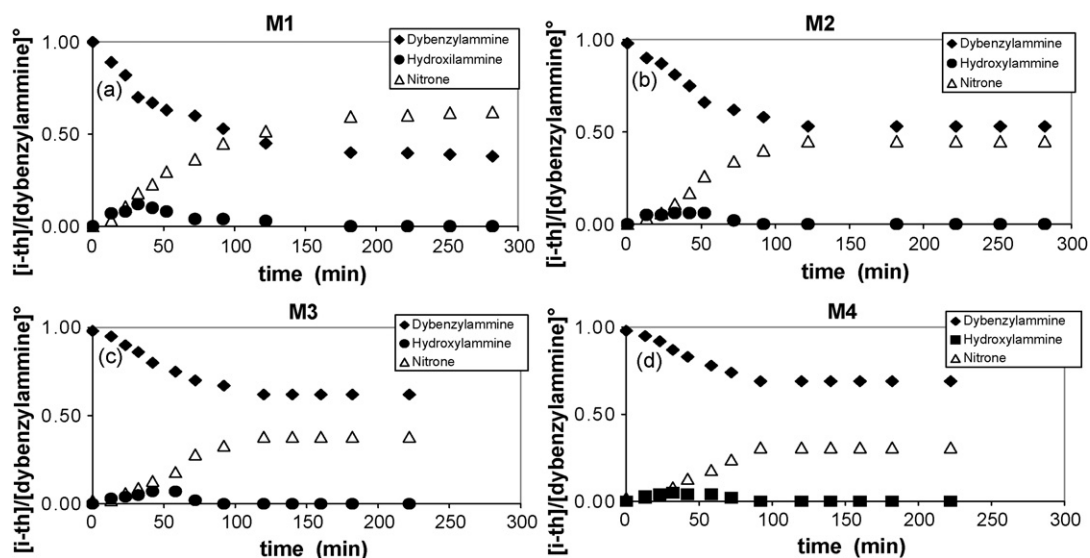 M1
[i-th]/[dybenzylammine]°
1.00
0.50
0.00
(a)
Dybenzylammine
Hydroxilammine
Nitrone
0 50 100 150 200 250 300
time (min)
M2
[i-th]/[dybenzylammine]°
1.00
0.50
0.00
(b)
Dybenzylammine
Hydroxylammine
Nitrone
0 50 100 150 200 250 300
time (min)
M3
[i-th]/[dybenzylammine]°
1.00
0.50
0.00
(c)
Dybenzylammine
Hydroxylammine
Nitrone
0 50 100 150 200 250 300
time (min)
M4
[i-th]/[dybenzylammine]°
1.00
0.50
0.00
(d)
Dybenzylammine
Hydroxylammine
Nitrone
0 50 100 150 200 250 300
time (min)